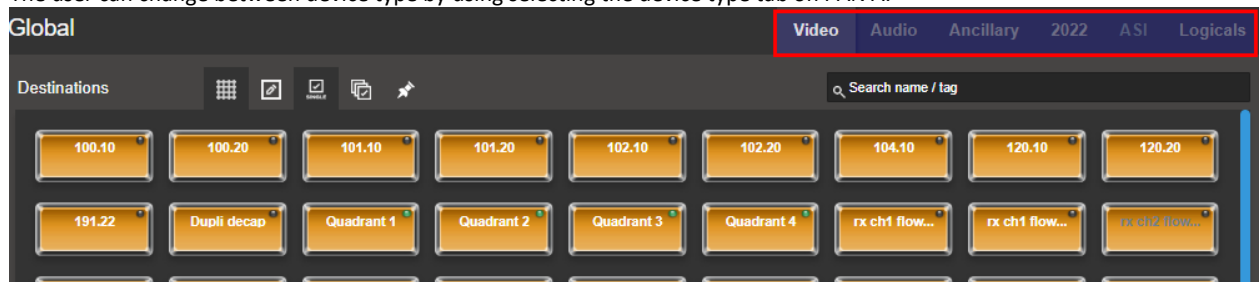 The user can change between device type by using selecting the device type tab on PANAMA.
Global Video Audio Ancillary 2022 ASI Logicals
Destinations SINGLE Search name / tag
100.10 100.20 101.10 101.20 102.10 102.20 104.10 120.10 120.20
191.22 Dupli decap Quadrant 1 Quadrant 2 Quadrant 3 Quadrant 4 rx ch1 flow... rx ch1 flow... rx ch2 flow...